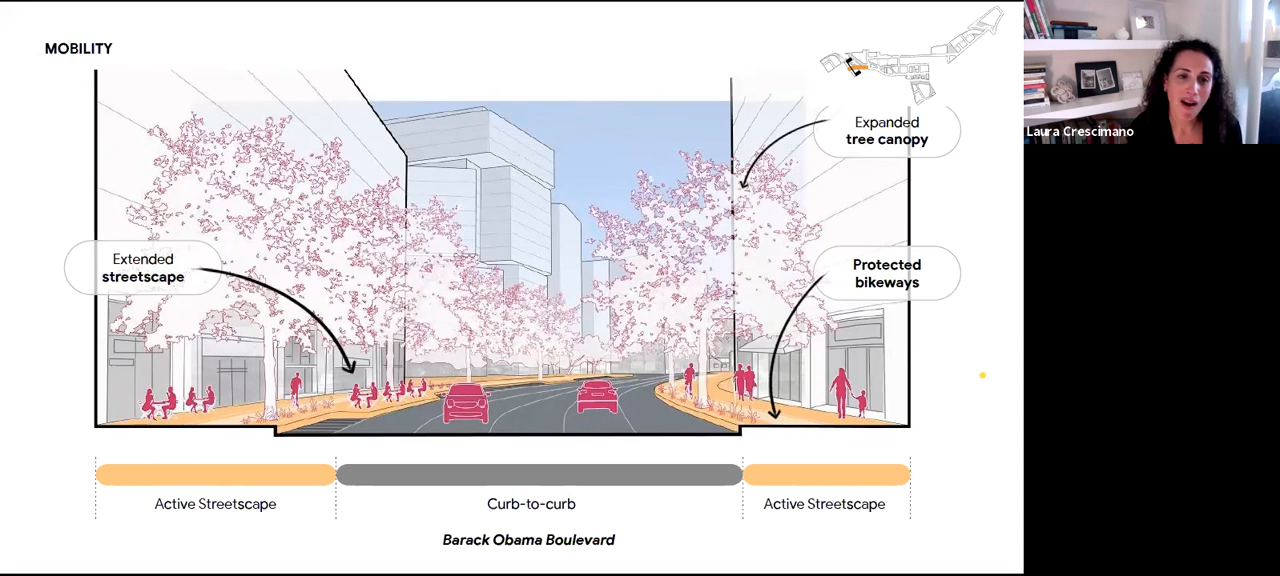 MOBILITY
Expanded
tree canopy
Laura Crescimano
Extended
streetscape
Protected
bikeways
Active Streetscape
Curb-to-curb
Active Streetscape
Barack Obama Boulevard